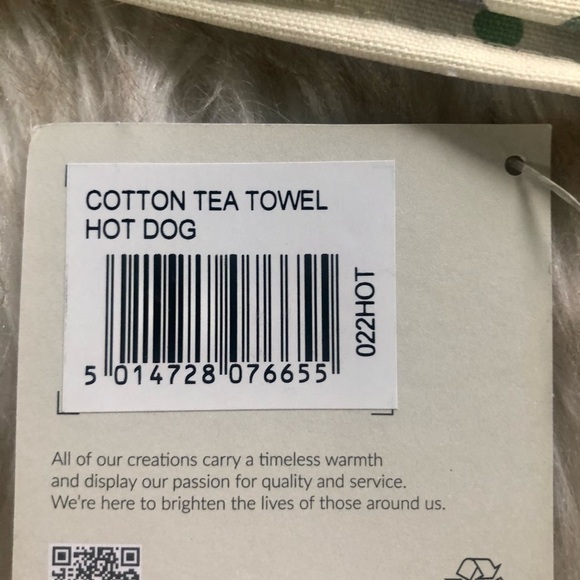 COTTON TEA TOWEL
HOT DOG
022HOT
5 014728 076655
All of our creations carry a timeless warmth
and display our passion for quality and service.
We're here to brighten the lives of those around us.